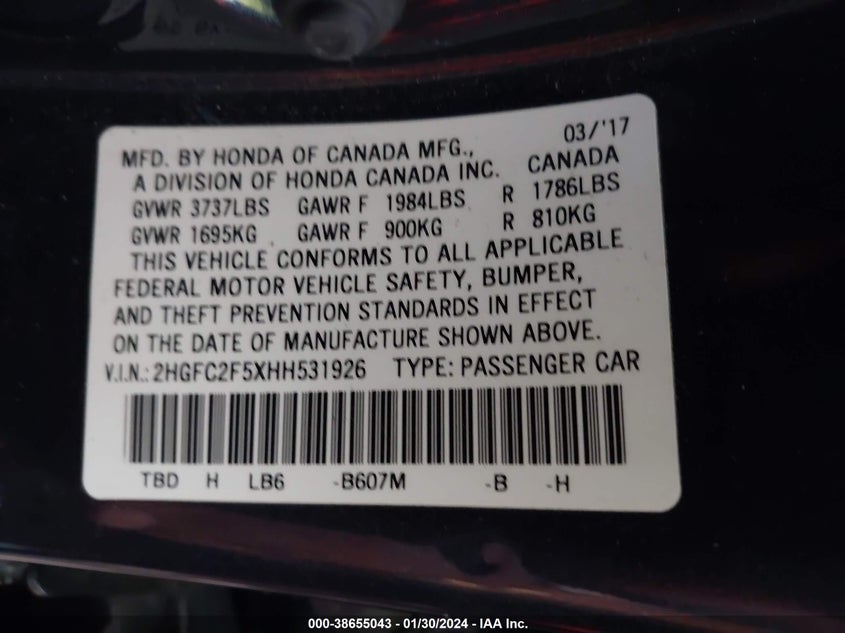 03/'17
MFD. BY HONDA OF CANADA MFG.,
A DIVISION OF HONDA CANADA INC. CANADA
GVWR 3737LBS GAWR F 1984LBS R 1786LBS
GVWR 1695KG GAWR F 900KG R 810KG
THIS VEHICLE CONFORMS TO ALL APPLICABLE
FEDERAL MOTOR VEHICLE SAFETY, BUMPER,
AND THEFT PREVENTION STANDARDS IN EFFECT
ON THE DATE OF MANUFACTURE SHOWN ABOVE.
V.I.N.: 2HGFC2F5XHH531926 TYPE: PASSENGER CAR
TBD H LB6 -B607M -B -H
000-38655043 - 01/30/2024 - IAA Inc.